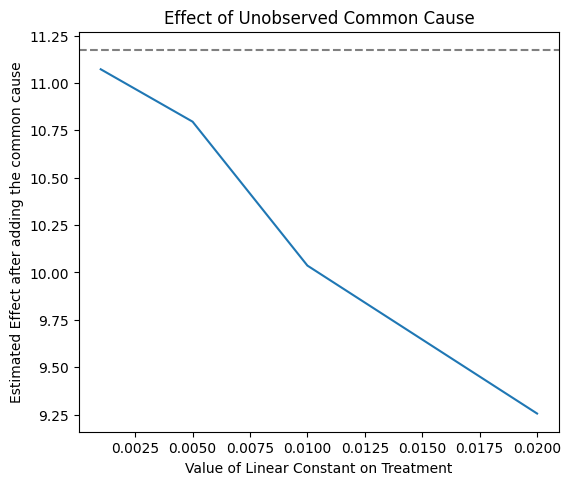 Effect of Unobserved Common Cause
Estimated Effect after adding the common cause
11.25
11.00
10.75
10.50
10.25
10.00
9.75
9.50
9.25
0.0025 0.0050 0.0075 0.0100 0.0125 0.0150 0.0175 0.0200
Value of Linear Constant on Treatment